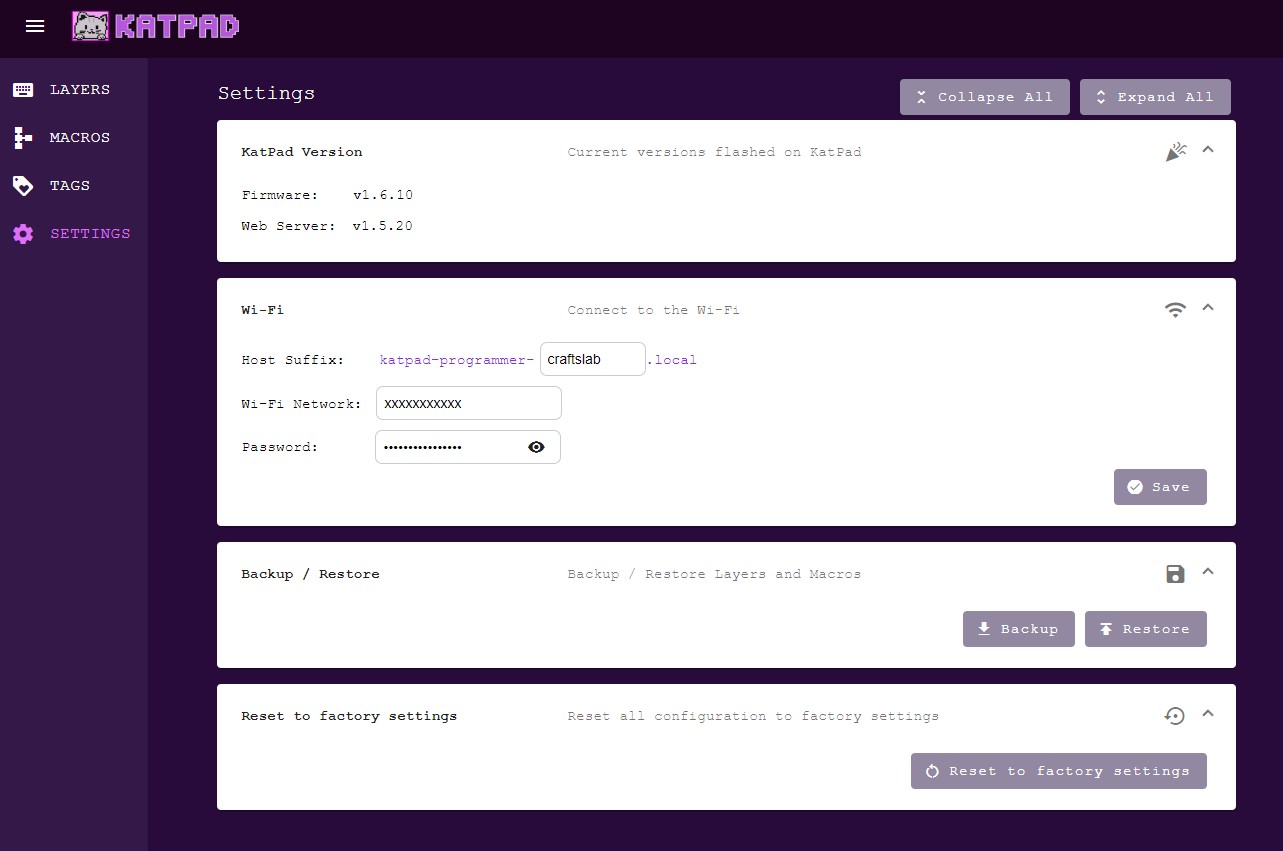 KATPAD
LAYERS
MACROS
TAGS
SETTINGS
Settings
Collapse All
Expand All
KatPad Version
Current versions flashed on KatPad
Firmware: v1.6.10
Web Server: v1.5.20
Wi-Fi
Connect to the Wi-Fi
Host Suffix: katpad-programmer- craftslab .local
Wi-Fi Network: XXXXXXXXXXX
Password: •••••••••••••••
Save
Backup / Restore
Backup / Restore Layers and Macros
Backup
Restore
Reset to factory settings
Reset all configuration to factory settings
Reset to factory settings